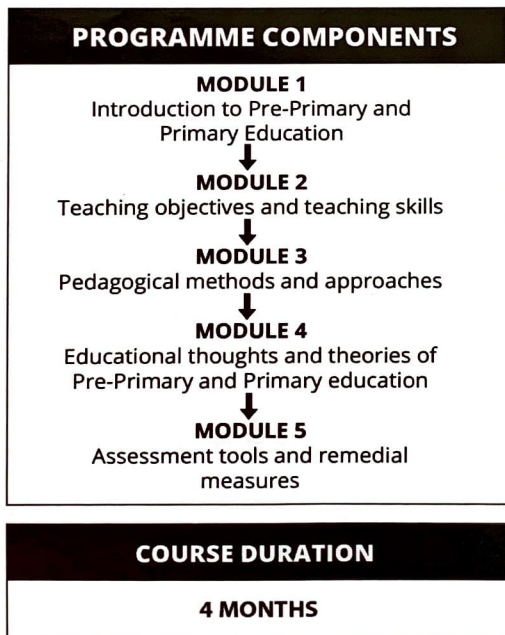 PROGRAMME COMPONENTS
MODULE 1
Introduction to Pre-Primary and
Primary Education
MODULE 2
Teaching objectives and teaching skills
MODULE 3
Pedagogical methods and approaches
MODULE 4
Educational thoughts and theories of
Pre-Primary and Primary education
MODULE 5
Assessment tools and remedial
measures
COURSE DURATION
4 MONTHS